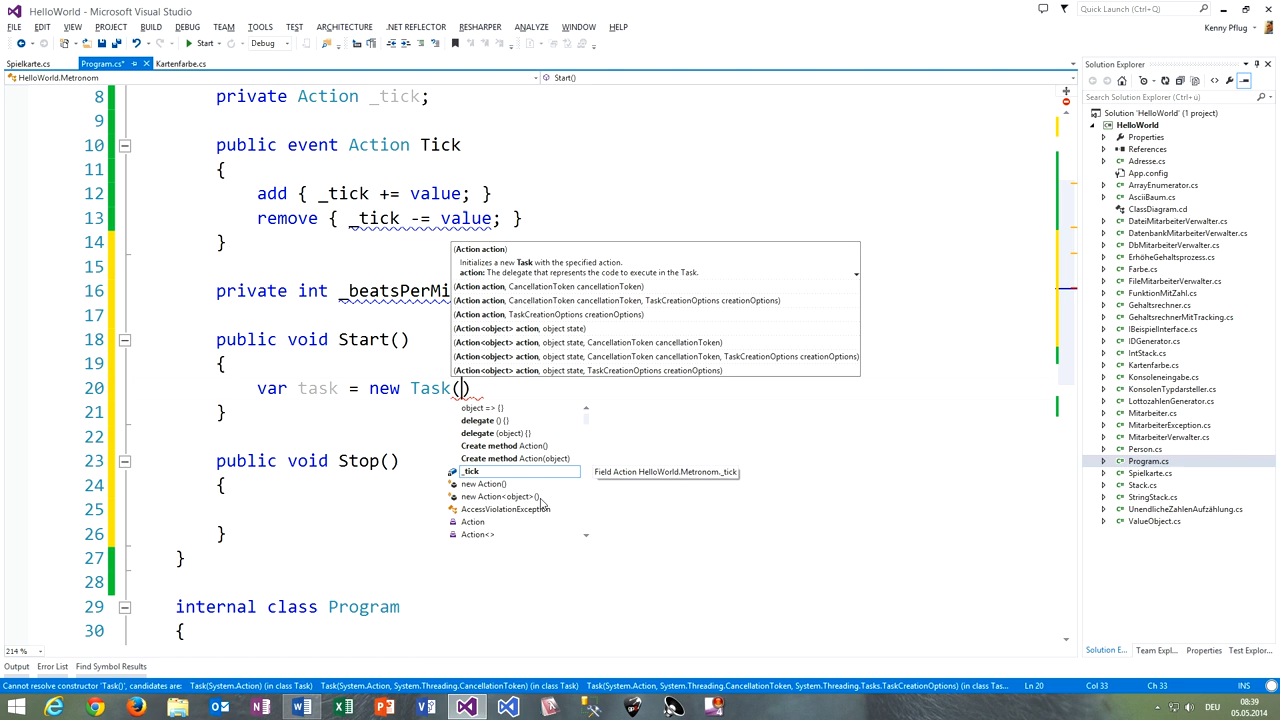 HelloWorld - Microsoft Visual Studio
Quick Launch (Ctrl+Q)
FILE EDIT VIEW PROJECT BUILD DEBUG TEAM TOOLS TEST ARCHITECTURE .NET REFLECTOR RESHARPER ANALYZE WINDOW HELP
Kenny Pflug
Start Debug
Spielkarte.cs Program.cs* Kartenfarbe.cs
HelloWorld.Metronom Start()
8 private Action _tick;
9
10 public event Action Tick
11 {
12 add { _tick += value; }
13 remove { _tick -= value; }
14 }
15
16 private int _beatsPerMi
17
18 public void Start()
19 {
20 var task = new Task()
21 }
22
23 public void Stop()
24 {
25
26 }
27 }
28
29 internal class Program
30 {
(Action action)
Initializes a new Task with the specified action.
action: The delegate that represents the code to execute in the Task.
(Action action, CancellationToken cancellationToken)
(Action action, CancellationToken cancellationToken, TaskCreationOptions creationOptions)
(Action action, TaskCreationOptions creationOptions)
(Action<object> action, object state)
(Action<object> action, object state, CancellationToken cancellationToken)
(Action<object> action, object state, CancellationToken cancellationToken, TaskCreationOptions creationOptions)
(Action<object> action, object state, TaskCreationOptions creationOptions)
object => {}
delegate () {}
delegate (object) {}
Create method Action()
Create method Action(object)
_tick
Field Action HelloWorld.Metronom._tick
new Action()
new Action<object>()
AccessViolationException
Action
Action<>
Solution Explorer
Search Solution Explorer (Ctrl+ü)
Solution 'HelloWorld' (1 project)
HelloWorld
Properties
References
Adresse.cs
App.config
ArrayEnumerator.cs
AsciiBaum.cs
ClassDiagram.cd
DateiMitarbeiterVerwalter.cs
DatenbankMitarbeiterVerwalter.cs
DbMitarbeiterVerwalter.cs
ErhöheGehaltsprozess.cs
Farbe.cs
FileMitarbeiterVerwalter.cs
FunktionMitZahl.cs
Gehaltsrechner.cs
GehaltsrechnerMitTracking.cs
IBeispielInterface.cs
IDGenerator.cs
IntStack.cs
Kartenfarbe.cs
Konsoleneingabe.cs
KonsolenTypdarsteller.cs
LottozahlenGenerator.cs
Mitarbeiter.cs
MitarbeiterException.cs
MitarbeiterVerwalter.cs
Person.cs
Program.cs
Spielkarte.cs
Stack.cs
StringStack.cs
UnendlicheZahlenAufzählung.cs
ValueObject.cs
214 %
Solution E... Team Expl... Properties Test Explor...
Output Error List Find Symbol Results
Cannot resolve constructor 'Task()', candidates are: Task(System.Action) (in class Task) Task(System.Action, System.Threading.CancellationToken) (in class Task) Task(System.Action, System.Threading.CancellationToken, System.Threading.Tasks.TaskCreationOptions) (in class Tas...
Ln 20 Col 33 Ch 33 INS
DEU
08:39
05.05.2014